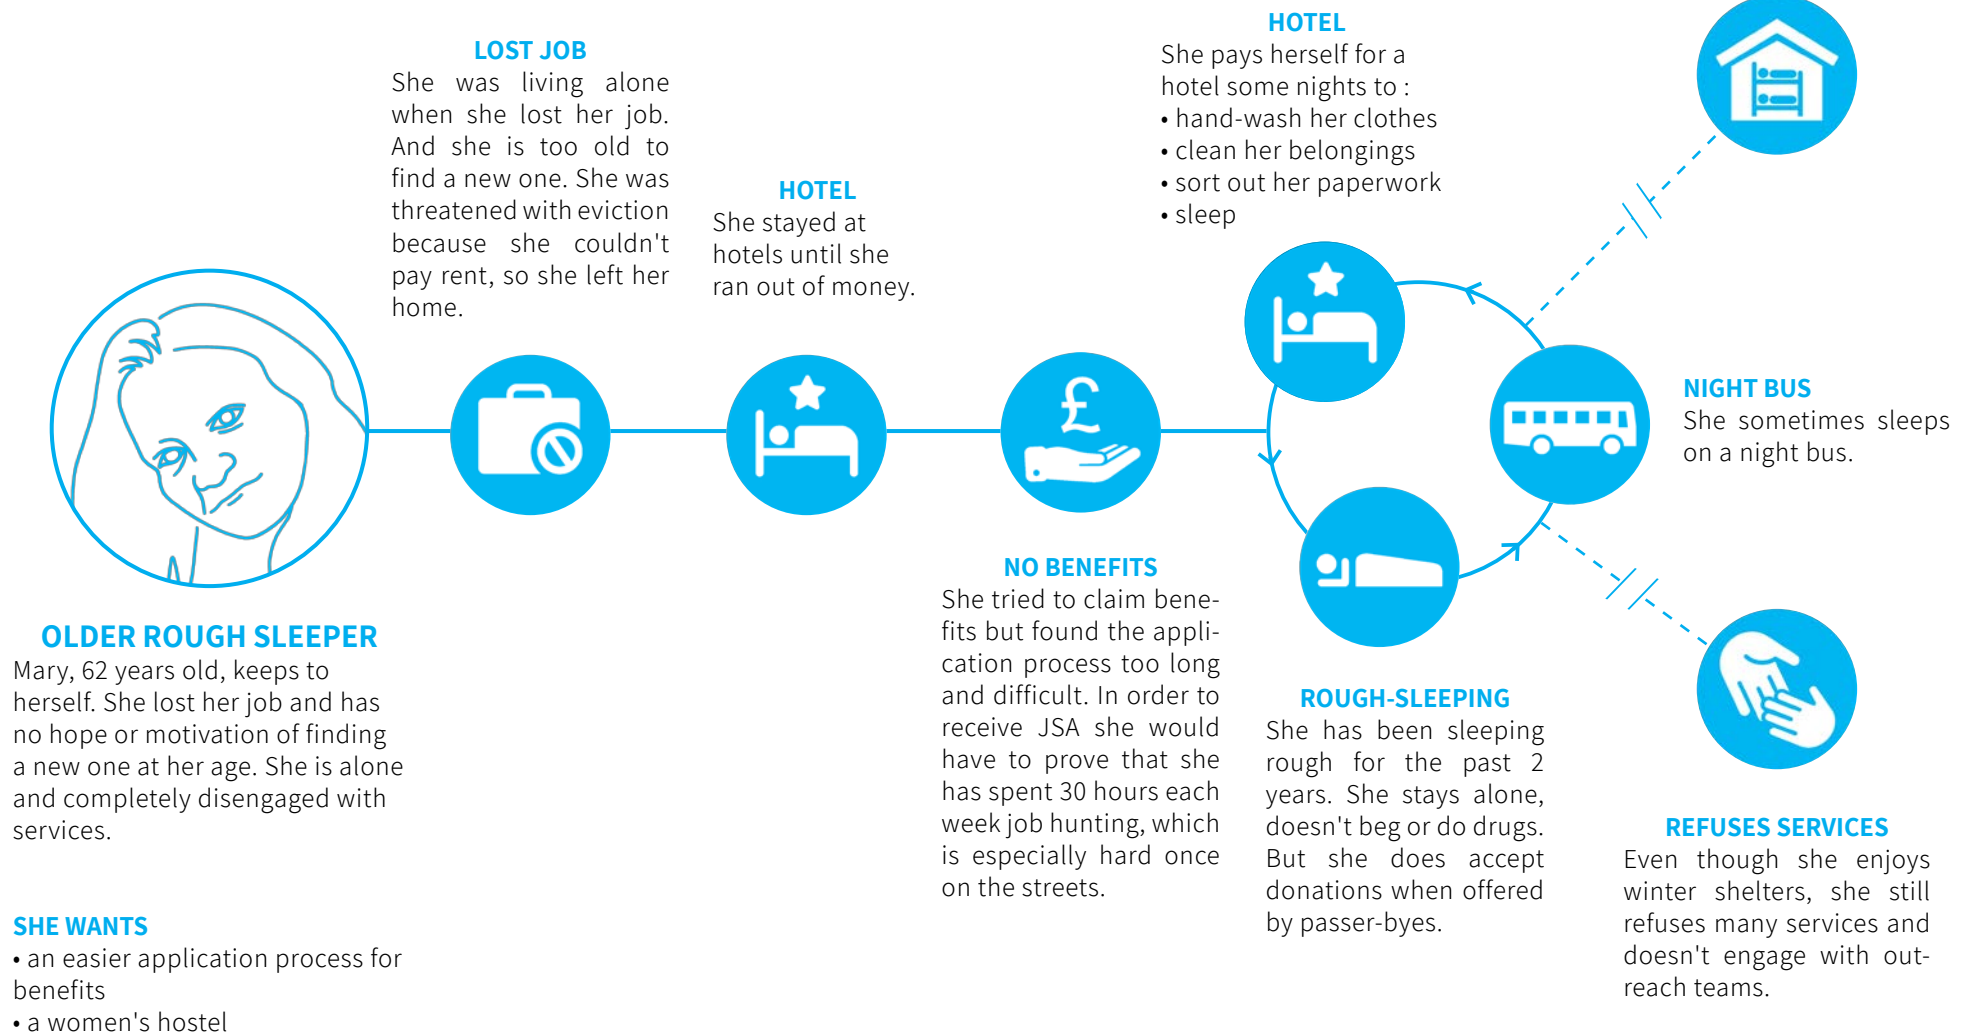 LOST JOB
She was living alone
when she lost her job.
And she is too old to
find a new one. She was
threatened with eviction
because she couldn't
pay rent, so she left her
home.
HOTEL
She stayed at
hotels until she
ran out of money.
HOTEL
She pays herself for a
hotel some nights to :
• hand-wash her clothes
• clean her belongings
• sort out her paperwork
• sleep
£
NIGHT BUS
She sometimes sleeps
on a night bus.
OLDER ROUGH SLEEPER
Mary, 62 years old, keeps to
herself. She lost her job and has
no hope or motivation of finding
a new one at her age. She is alone
and completely disengaged with
services.
SHE WANTS
• an easier application process for
benefits
• a women's hostel
NO BENEFITS
She tried to claim bene-
fits but found the appli-
cation process too long
and difficult. In order to
receive JSA she would
have to prove that she
has spent 30 hours each
week job hunting, which
is especially hard once
on the streets.
ROUGH-SLEEPING
She has been sleeping
rough for the past 2
years. She stays alone,
doesn't beg or do drugs.
But she does accept
donations when offered
by passer-byes.
REFUSES SERVICES
Even though she enjoys
winter shelters, she still
refuses many services and
doesn't engage with out-
reach teams.